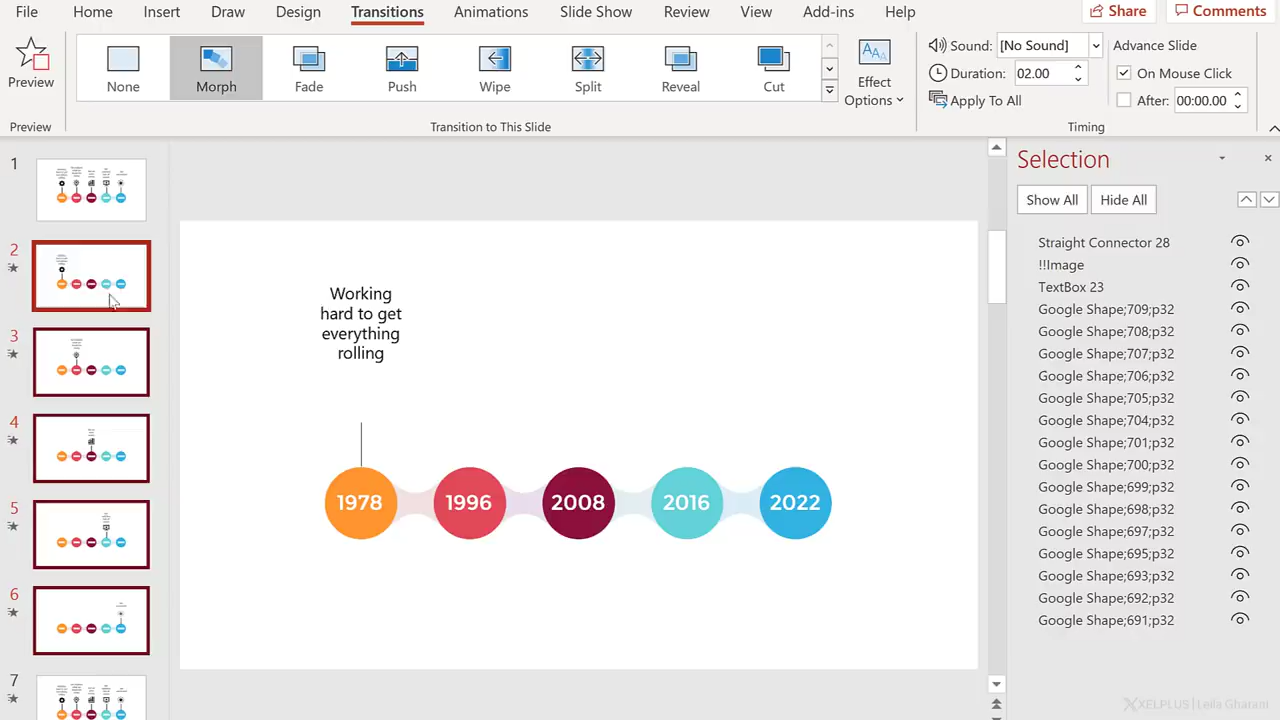 File Home Insert Draw Design Transitions Animations Slide Show Review View Add-ins Help Share Comments
Preview
None Morph Fade Push Wipe Split Reveal Cut
Effect
Options
Sound: [No Sound]
Duration: 02.00
Apply To All
Advance Slide
On Mouse Click
After: 00:00.00
Preview
Transition to This Slide
Timing
1
2
3
4
5
6
7
Working
hard to get
everything
rolling
1978 1996 2008 2016 2022
Selection
Show All Hide All
Straight Connector 28
!!Image
TextBox 23
Google Shape;709;p32
Google Shape;708;p32
Google Shape;707;p32
Google Shape;706;p32
Google Shape;705;p32
Google Shape;704;p32
Google Shape;701;p32
Google Shape;700;p32
Google Shape;699;p32
Google Shape;698;p32
Google Shape;697;p32
Google Shape;695;p32
Google Shape;693;p32
Google Shape;692;p32
Google Shape;691;p32
XELPLUS | Leila Gharani